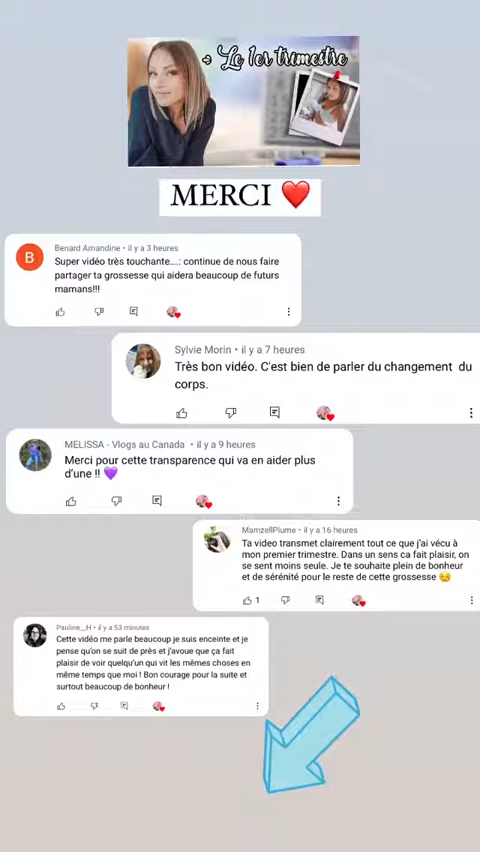 Le 1er trimestre
MERCI ❤️
B
Benard Amandine • il y a 3 heures
Super vidéo très touchante....: continue de nous faire
partager ta grossesse qui aidera beaucoup de futurs
mamans!!!
Sylvie Morin • il y a 7 heures
Très bon vidéo. C'est bien de parler du changement du
corps.
MELISSA - Vlogs au Canada • il y a 9 heures
Merci pour cette transparence qui va en aider plus
d'une !! 💜
MamzellPlume • il y a 16 heures
Ta video transmet clairement tout ce que j'ai vécu à
mon premier trimestre. Dans un sens ca fait plaisir, on
se sent moins seule. Je te souhaite plein de bonheur
et de sérénité pour le reste de cette grossesse ☺️
1
Pauline__H • il y a 53 minutes
Cette vidéo me parle beaucoup je suis enceinte et je
pense qu'on se suit de près et j'avoue que ça fait
plaisir de voir quelqu'un qui vit les mêmes choses en
même temps que moi ! Bon courage pour la suite et
surtout beaucoup de bonheur !